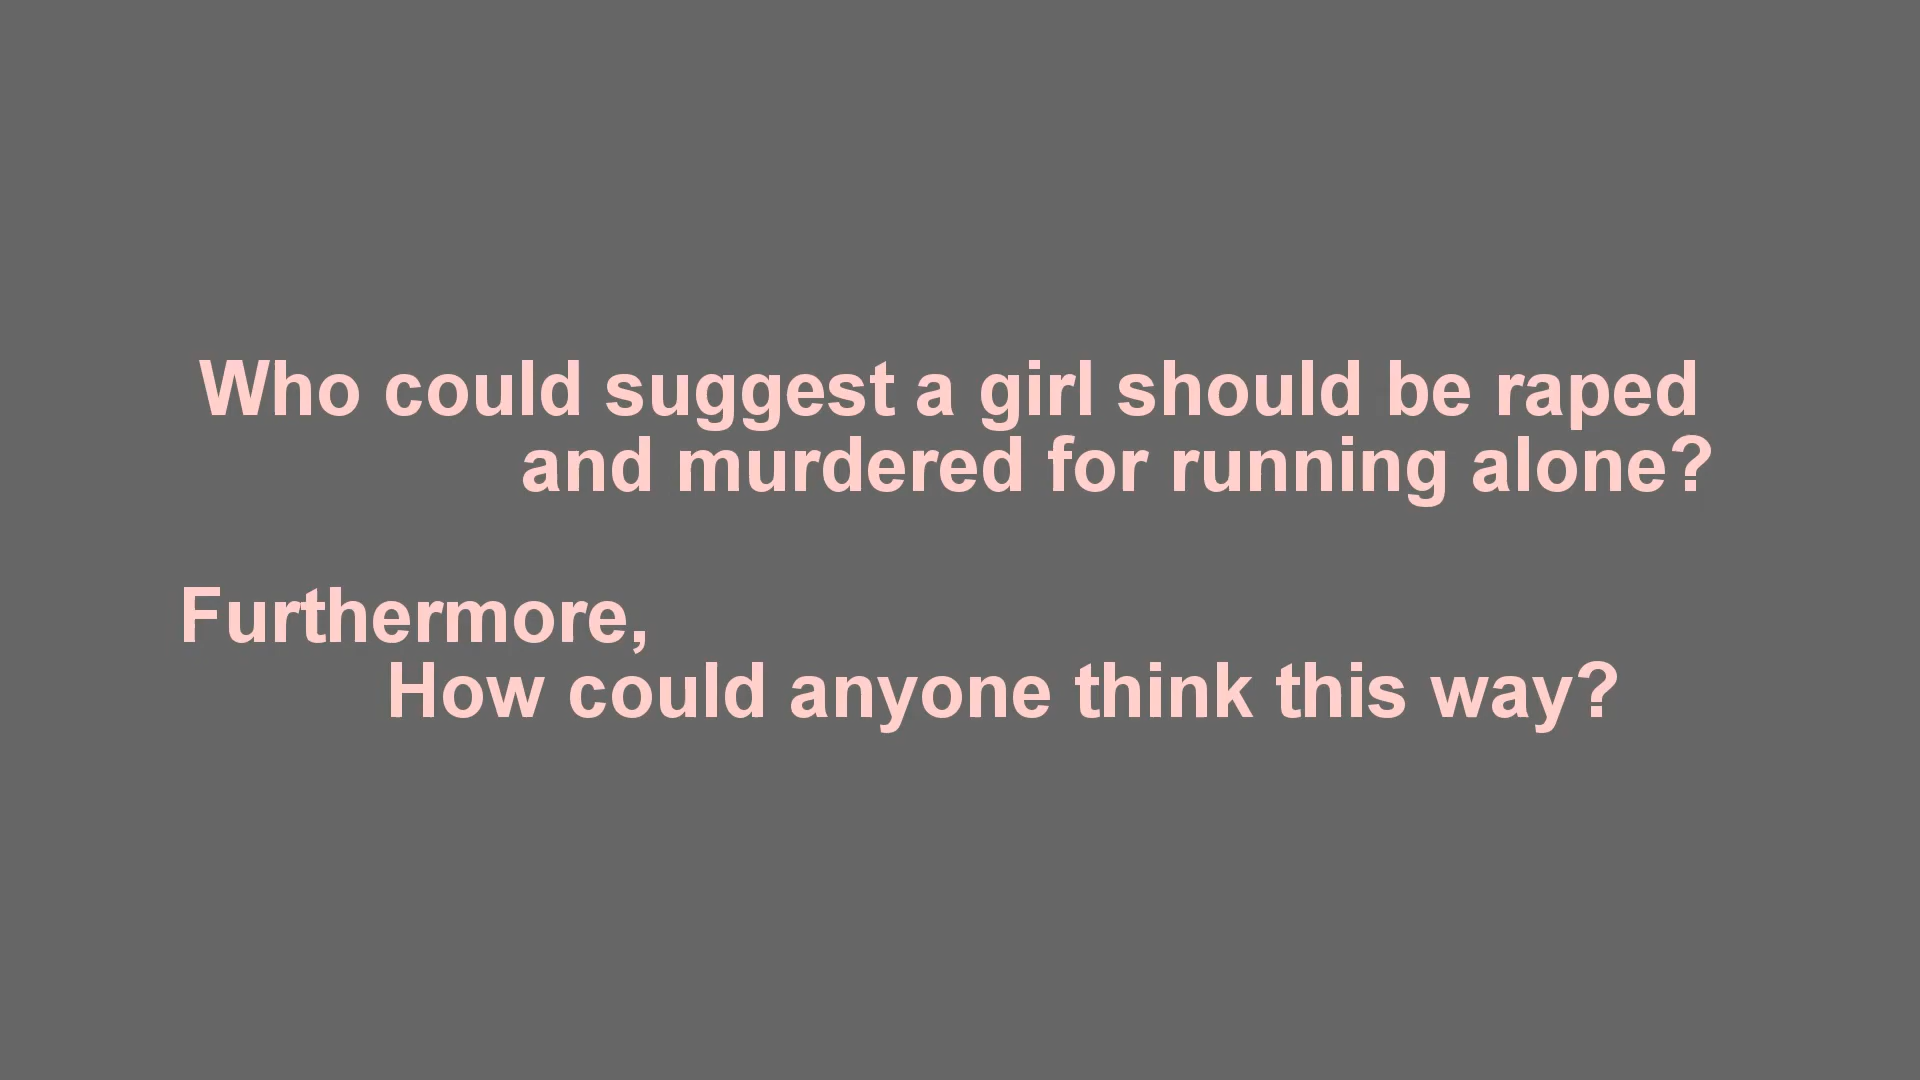 Who could suggest a girl should be raped
and murdered for running alone?
Furthermore,
How could anyone think this way?